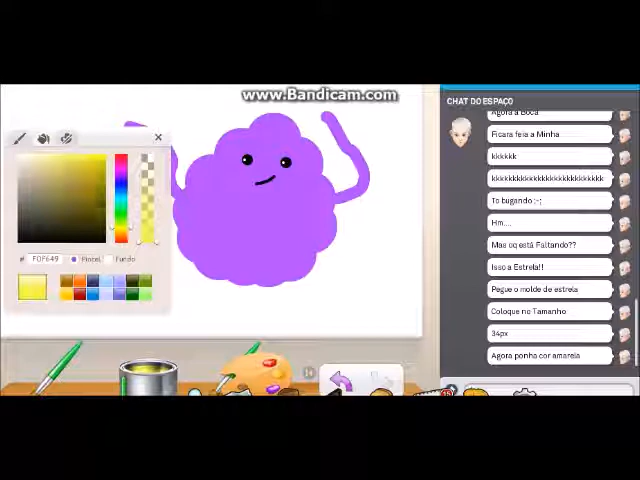 www.Bandicam.com
CHAT DO ESPAÇO
Agora a Boca
Ficara feia a Minha
kkkkkk
kkkkkkkkkkkkkkkkkkkkkkkkkkk
To bugando ;-;
Hm....
Mas oq está Faltando??
Isso a Estrela!!
Pegue o molde de estrela
Coloque no Tamanho
34px
Agora ponha cor amarela
# F0F649 Pincel Fundo